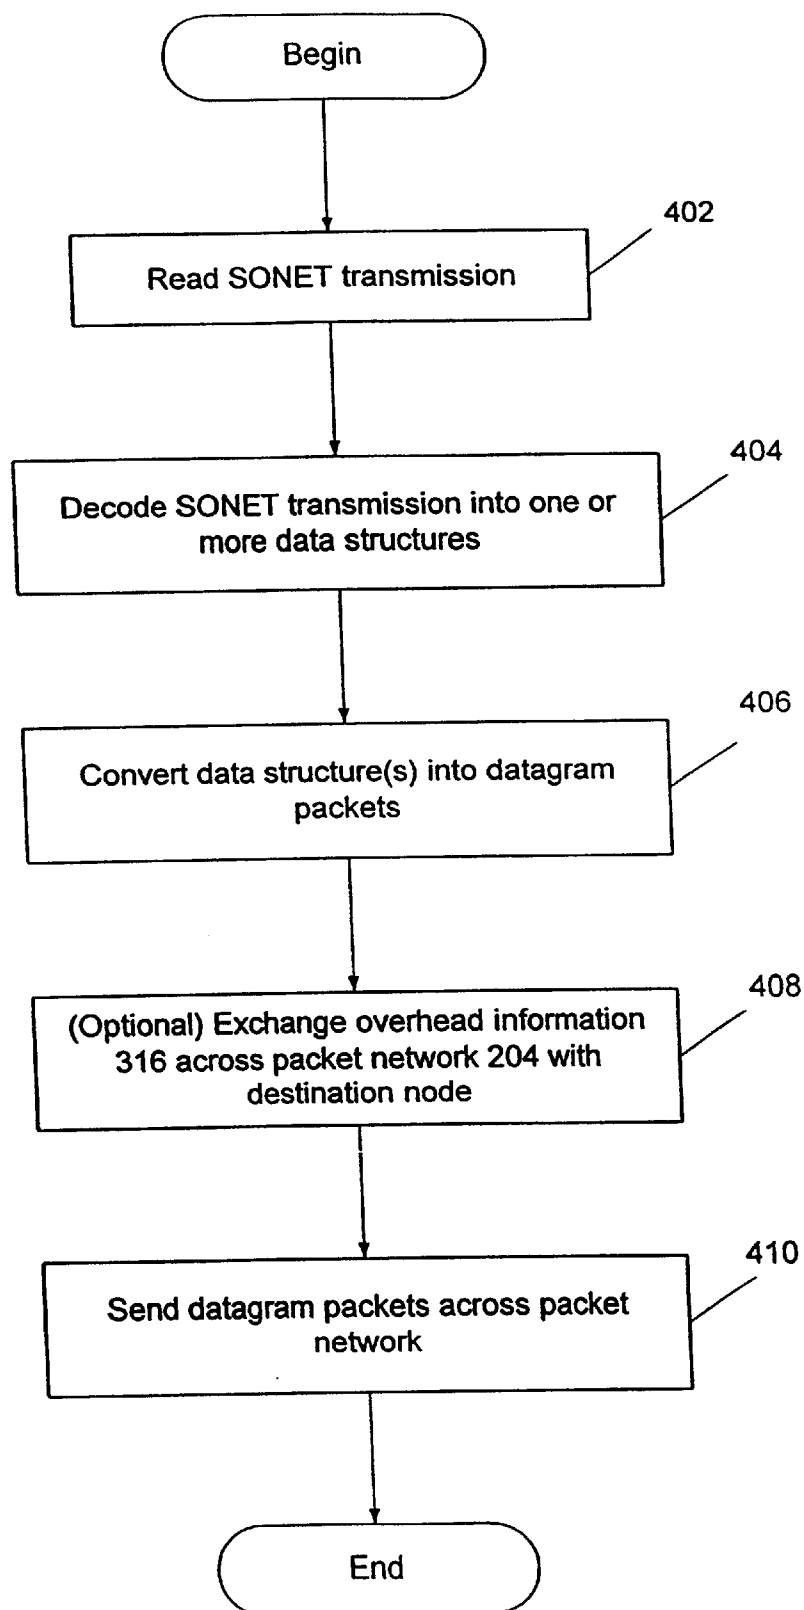 Begin
402
Read SONET transmission
404
Decode SONET transmission into one or
more data structures
406
Convert data structure(s) into datagram
packets
408
(Optional) Exchange overhead information
316 across packet network 204 with
destination node
410
Send datagram packets across packet
network
End